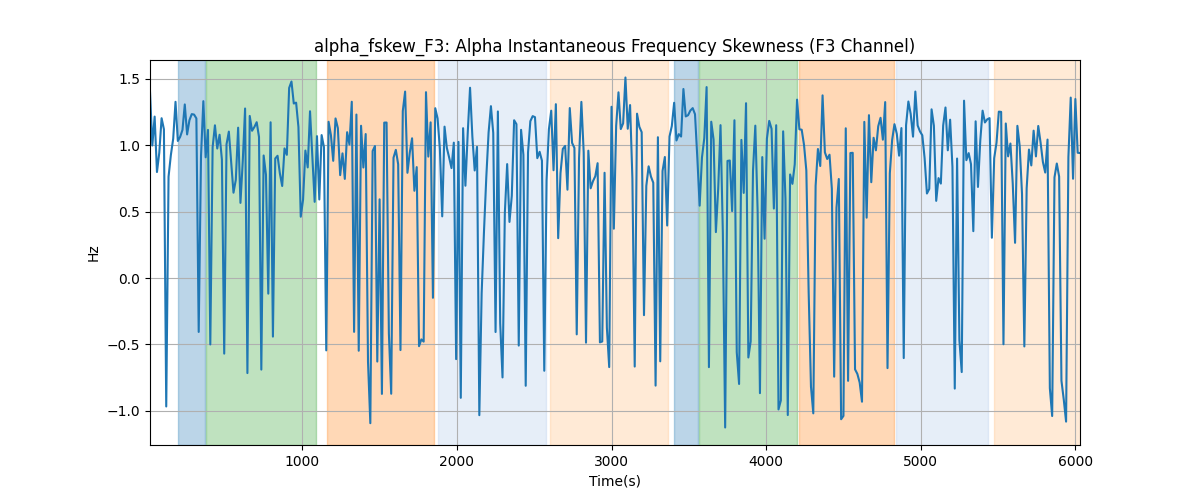 alpha_fskew_F3: Alpha Instantaneous Frequency Skewness (F3 Channel)
1.5
1.0
0.5
0.0
−0.5
−1.0
Hz
1000 2000 3000 4000 5000 6000
Time(s)